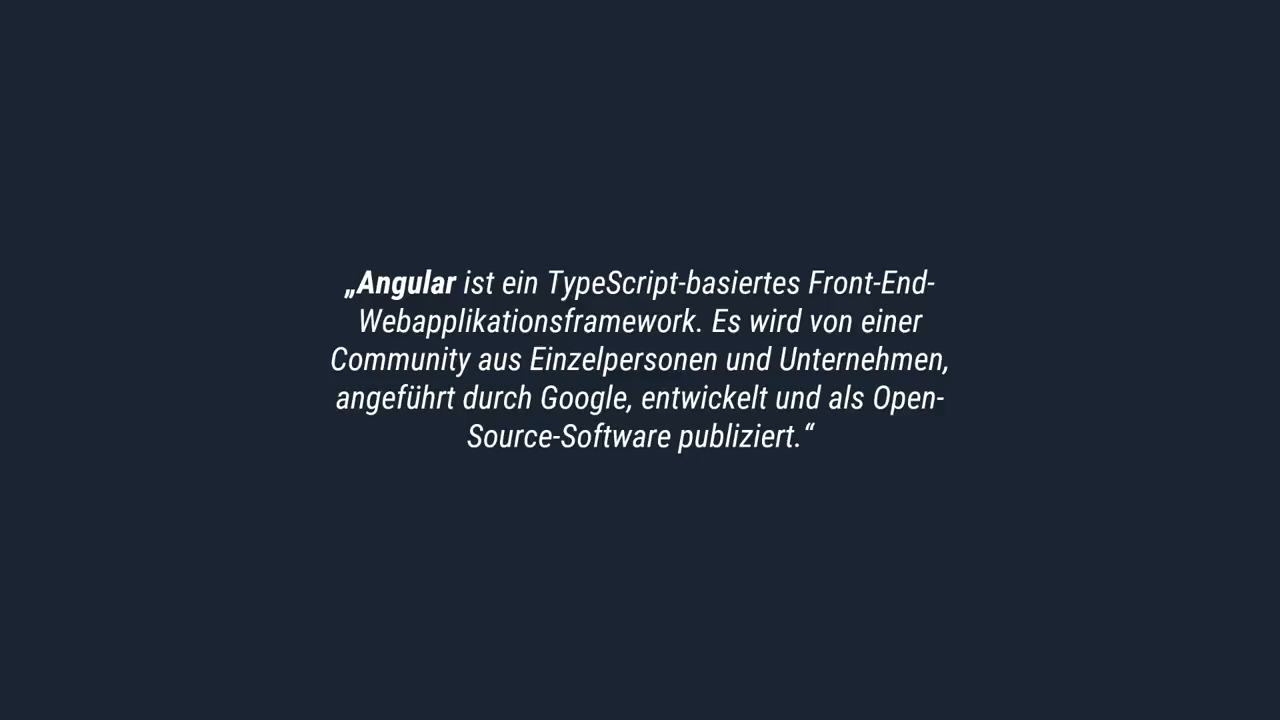 „Angular ist ein TypeScript-basiertes Front-End-
Webapplikationsframework. Es wird von einer
Community aus Einzelpersonen und Unternehmen,
angeführt durch Google, entwickelt und als Open-
Source-Software publiziert.“